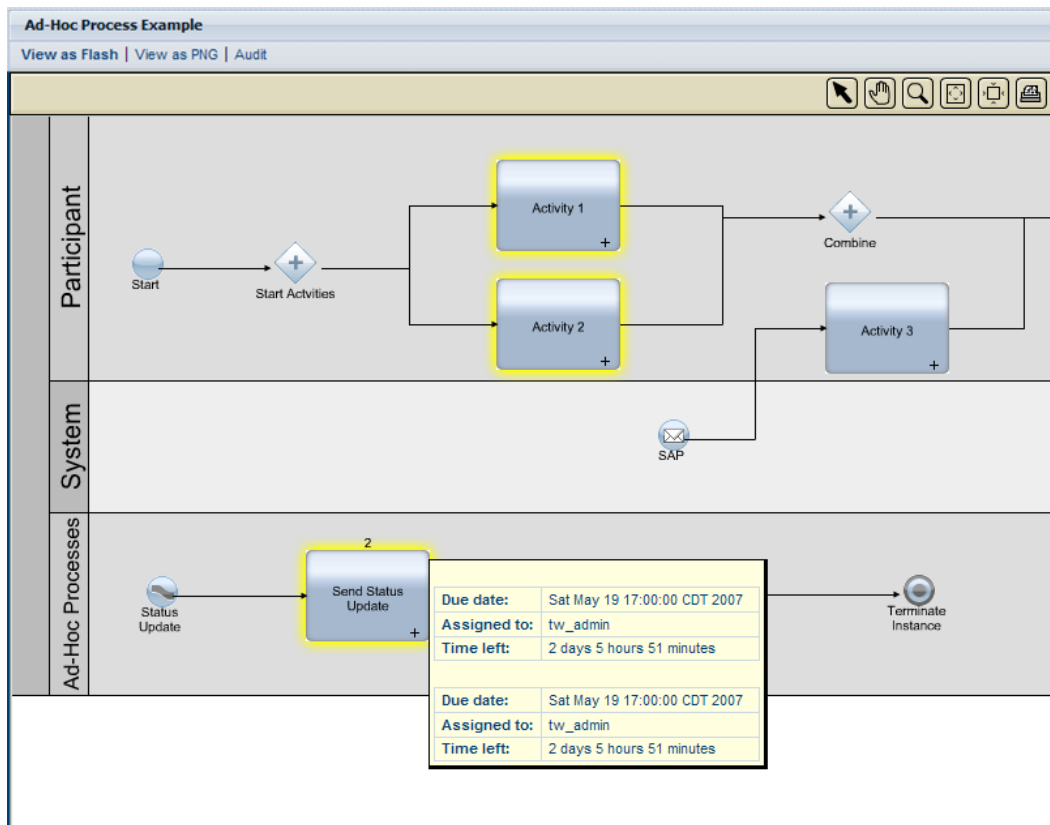 Ad-Hoc Process Example
View as Flash | View as PNG | Audit
Participant
Activity 1
+
Combine
Start
Start Actvities
Activity 2
+
Activity 3
+
System
SAP
Ad-Hoc Processes
2
Send Status
Update
+
Status
Update
Terminate
Instance
Due date: Sat May 19 17:00:00 CDT 2007
Assigned to: tw_admin
Time left: 2 days 5 hours 51 minutes
Due date: Sat May 19 17:00:00 CDT 2007
Assigned to: tw_admin
Time left: 2 days 5 hours 51 minutes